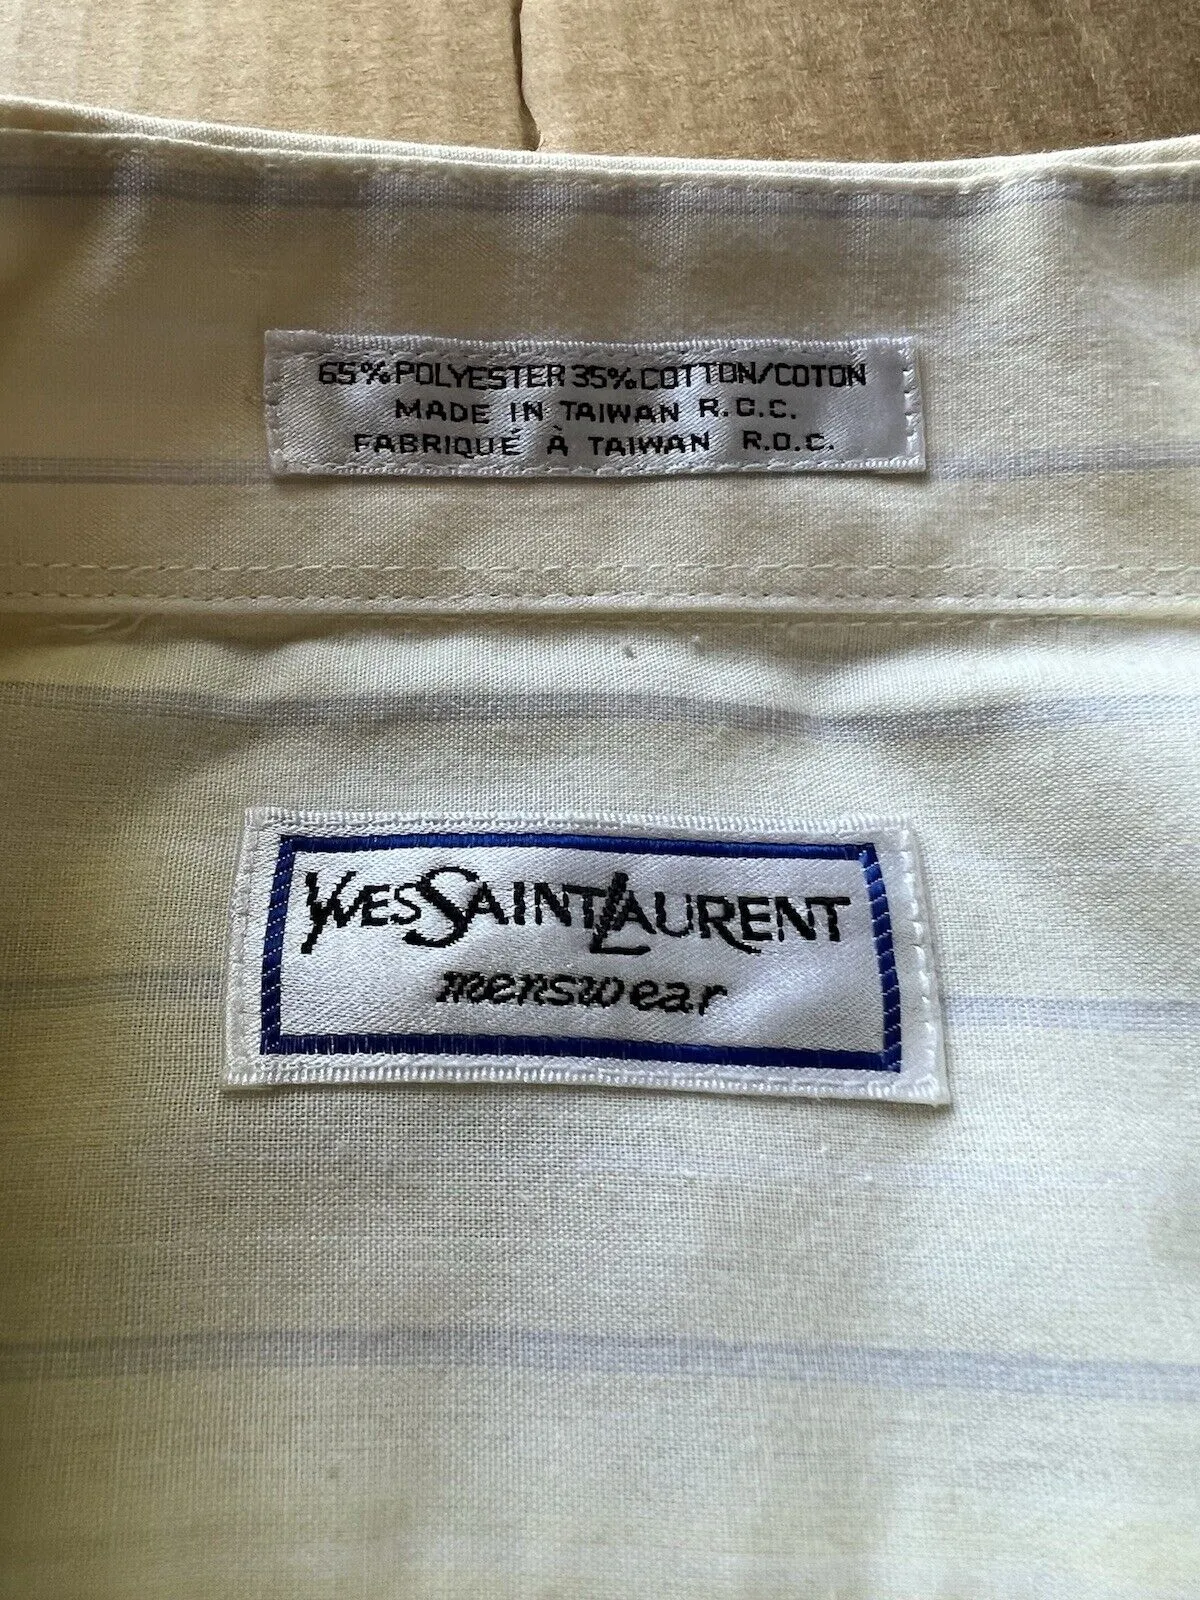 65% POLYESTER 35% COTTON/COTON
MADE IN TAIWAN R.O.C.
FABRIQUÉ À TAIWAN R.O.C.
YVESSAINTLAURENT
menswear